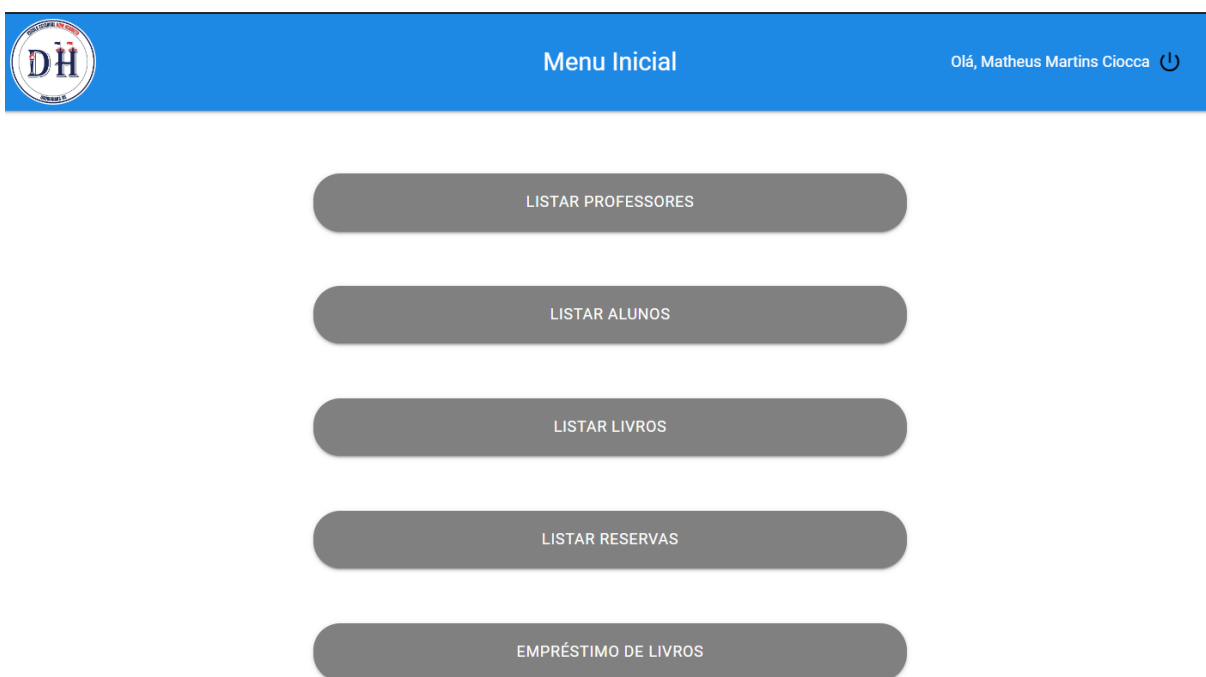 DH
Menu Inicial
Olá, Matheus Martins Ciocca
LISTAR PROFESSORES
LISTAR ALUNOS
LISTAR LIVROS
LISTAR RESERVAS
EMPRÉSTIMO DE LIVROS